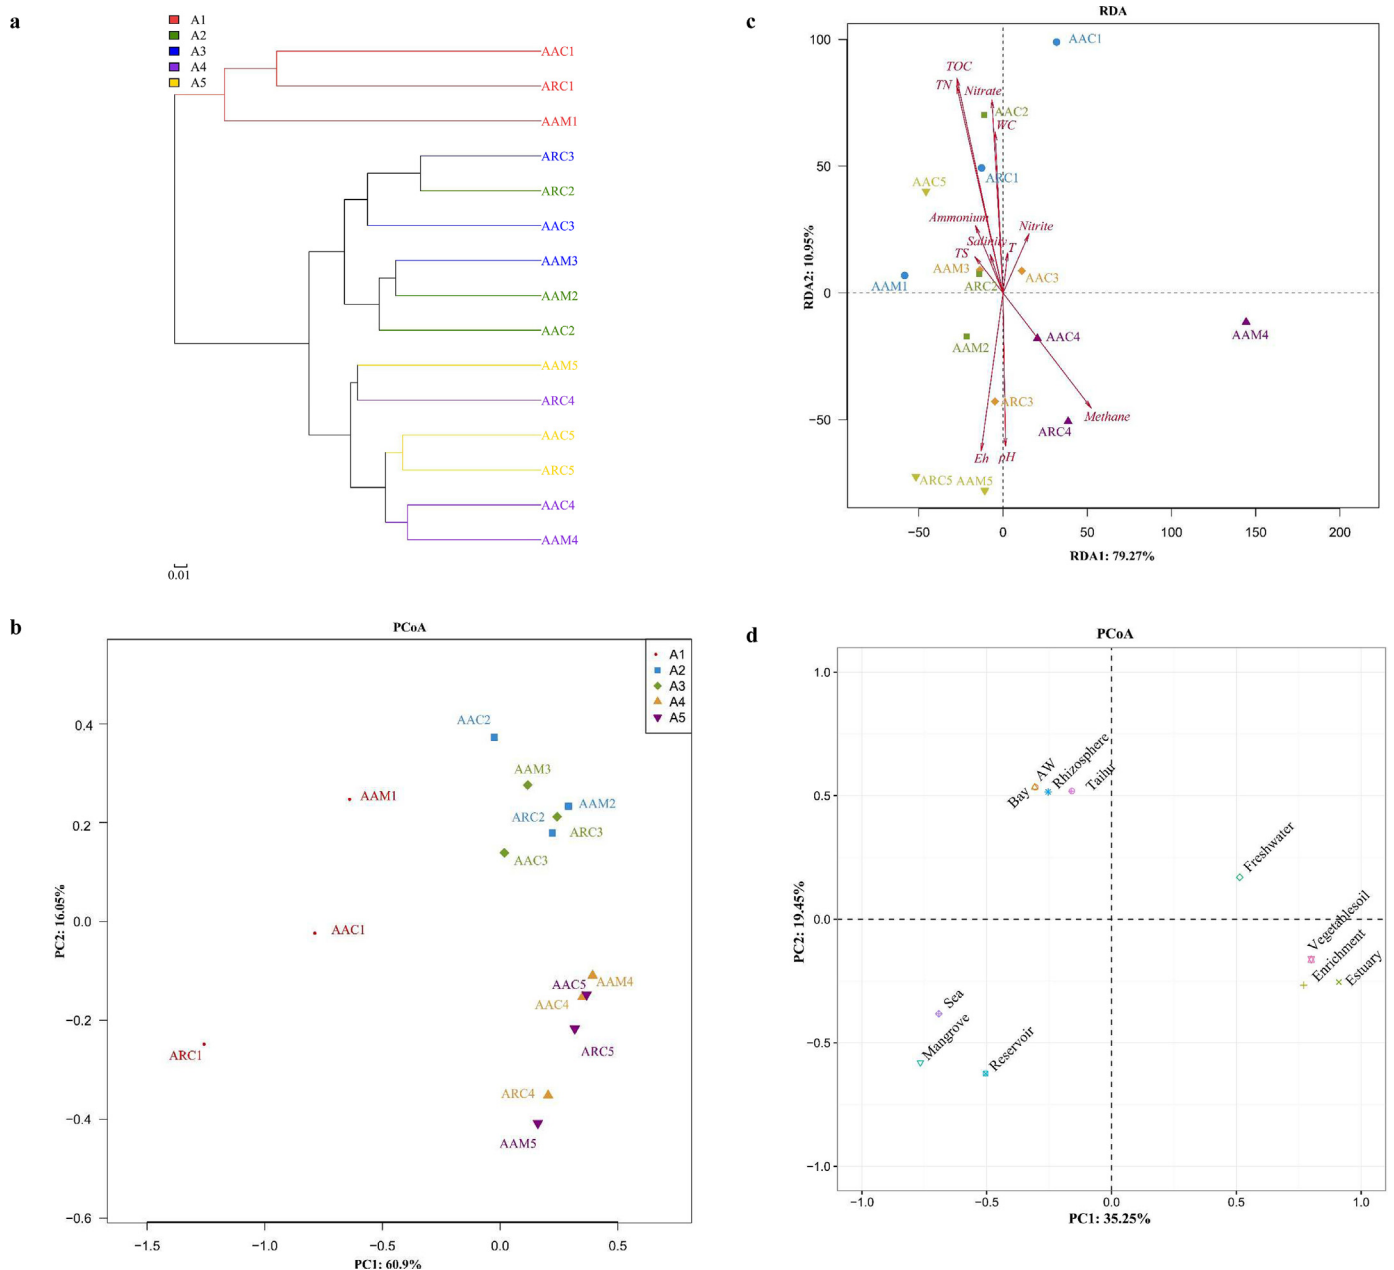 a
A1
A2
A3
A4
A5
AAC1
ARC1
AAM1
ARC3
ARC2
AAC3
AAM3
AAM2
AAC2
AAM5
ARC4
AAC5
ARC5
AAC4
AAM4
0.01
b
PCoA
A1
A2
A3
A4
A5
PC2: 16.05%
0.4
0.2
0.0
−0.2
−0.4
−0.6
AAC2
AAM3
AAM1
AAM2
ARC2
ARC3
AAC3
AAC1
AAC5
AAM4
AAC4
ARC1
ARC5
ARC4
AAM5
−1.5
−1.0
−0.5
0.0
0.5
PC1: 60.9%
c
RDA
RDA2: 10.95%
100
50
0
−50
AAC1
TOC
TN
Nitrate
AAC2
WC
ARC1
AAC5
Ammonium
Nitrite
Salinity
T
TS
AAM3
AAC3
AAM1
ARC2
AAC4
AAM4
AAM2
ARC3
Methane
ARC4
Eh
pH
ARC5
AAM5
−50
0
50
100
150
200
RDA1: 79.27%
d
PCoA
PC2: 19.45%
1.0
0.5
0.0
−0.5
−1.0
Bay
AW
Rhizosphere
Taihu
Freshwater
Vegetablesoil
Enrichment
Estuary
Sea
Mangrove
Reservoir
−1.0
−0.5
0.0
0.5
1.0
PC1: 35.25%